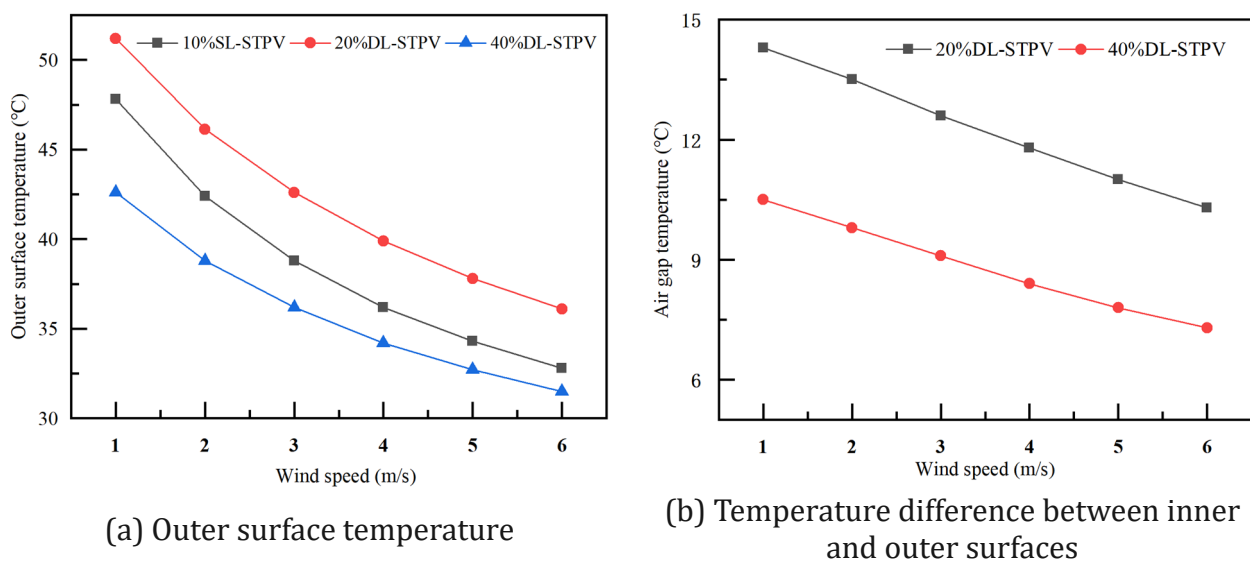 10%SL-STPV 20%DL-STPV 40%DL-STPV
Outer surface temperature (℃)
50
45
40
35
30
1 2 3 4 5 6
Wind speed (m/s)
(a) Outer surface temperature
20%DL-STPV 40%DL-STPV
Air gap temperature (℃)
15
12
9
6
1 2 3 4 5 6
Wind speed (m/s)
(b) Temperature difference between inner
and outer surfaces